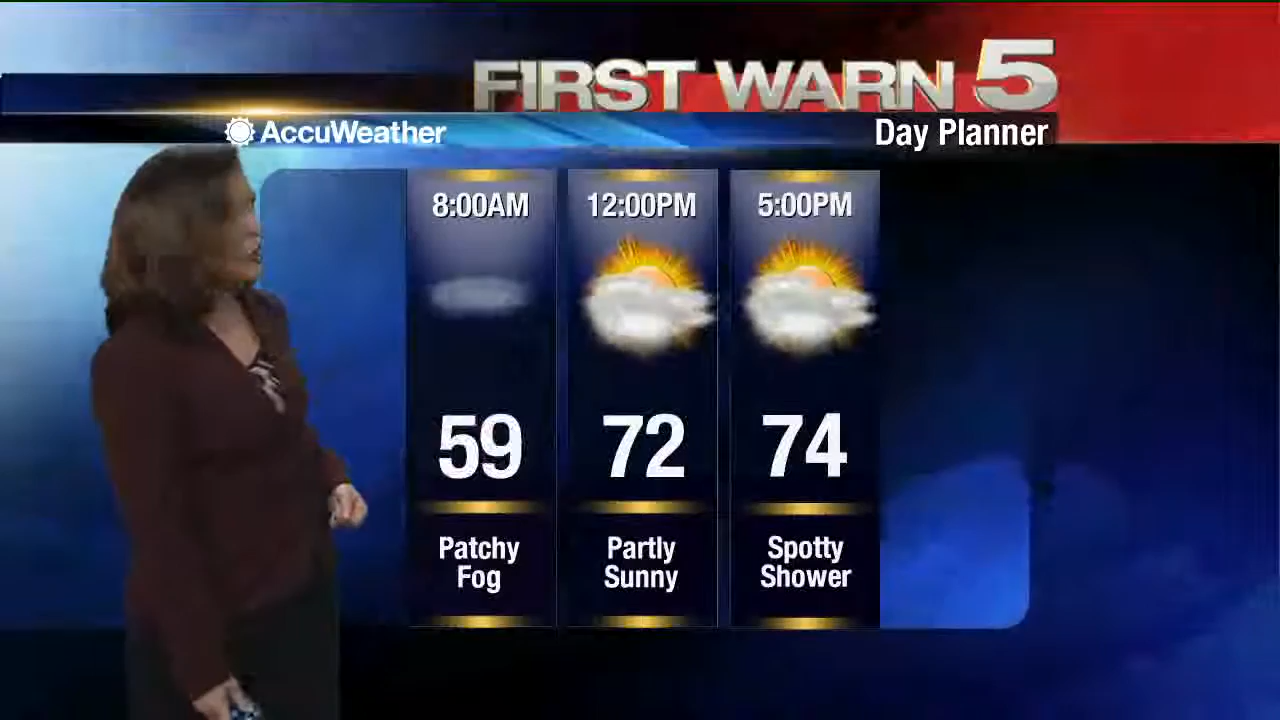 FIRST WARN 5
AccuWeather
Day Planner
8:00AM
12:00PM
5:00PM
59
72
74
Patchy
Fog
Partly
Sunny
Spotty
Shower